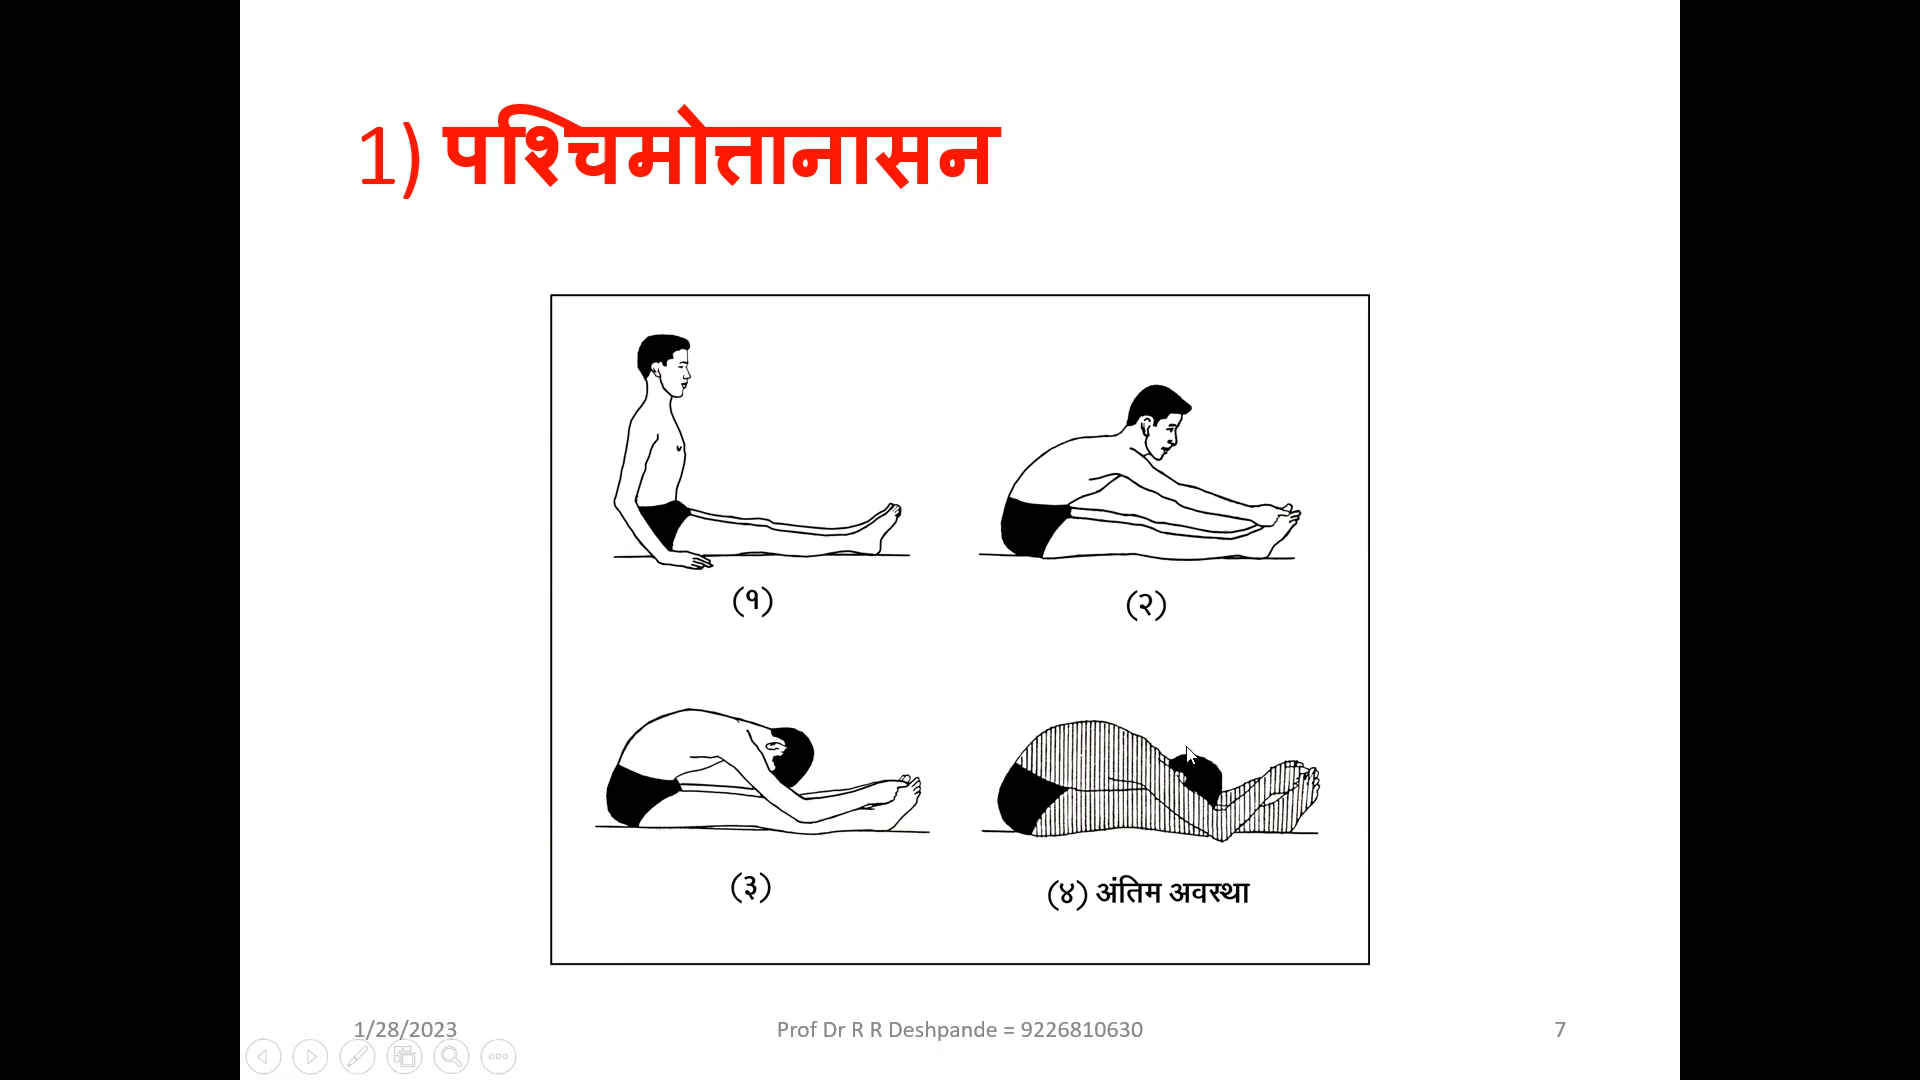 1) पश्चिमोत्तानासन
(१)
(२)
(३)
(४) अंतिम अवस्था
1/28/2023
Prof Dr R R Deshpande = 9226810630
7